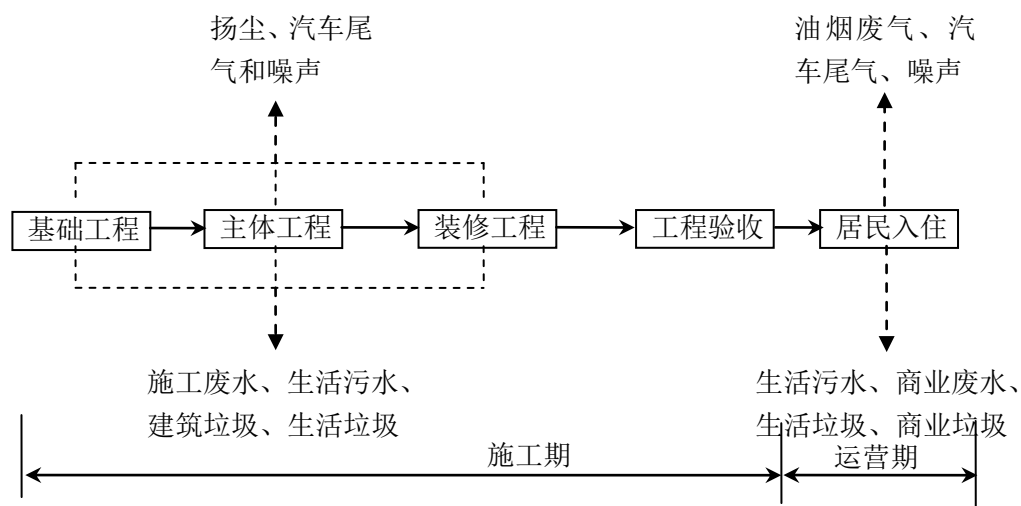 扬尘、汽车尾
气和噪声
油烟废气、汽
车尾气、噪声
基础工程
主体工程
装修工程
工程验收
居民入住
施工废水、生活污水、
建筑垃圾、生活垃圾
生活污水、商业废水、
生活垃圾、商业垃圾
施工期
运营期